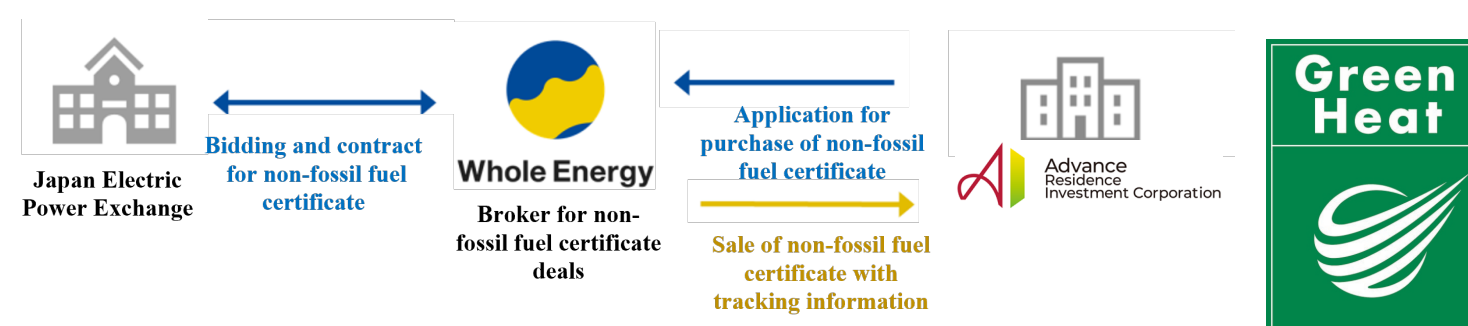 Japan Electric
Power Exchange
Bidding and contract
for non-fossil fuel
certificate
Whole Energy
Broker for non-
fossil fuel certificate
deals
Application for
purchase of non-fossil
fuel certificate
Sale of non-fossil fuel
certificate with
tracking information
Advance
Residence
Investment Corporation
Green
Heat